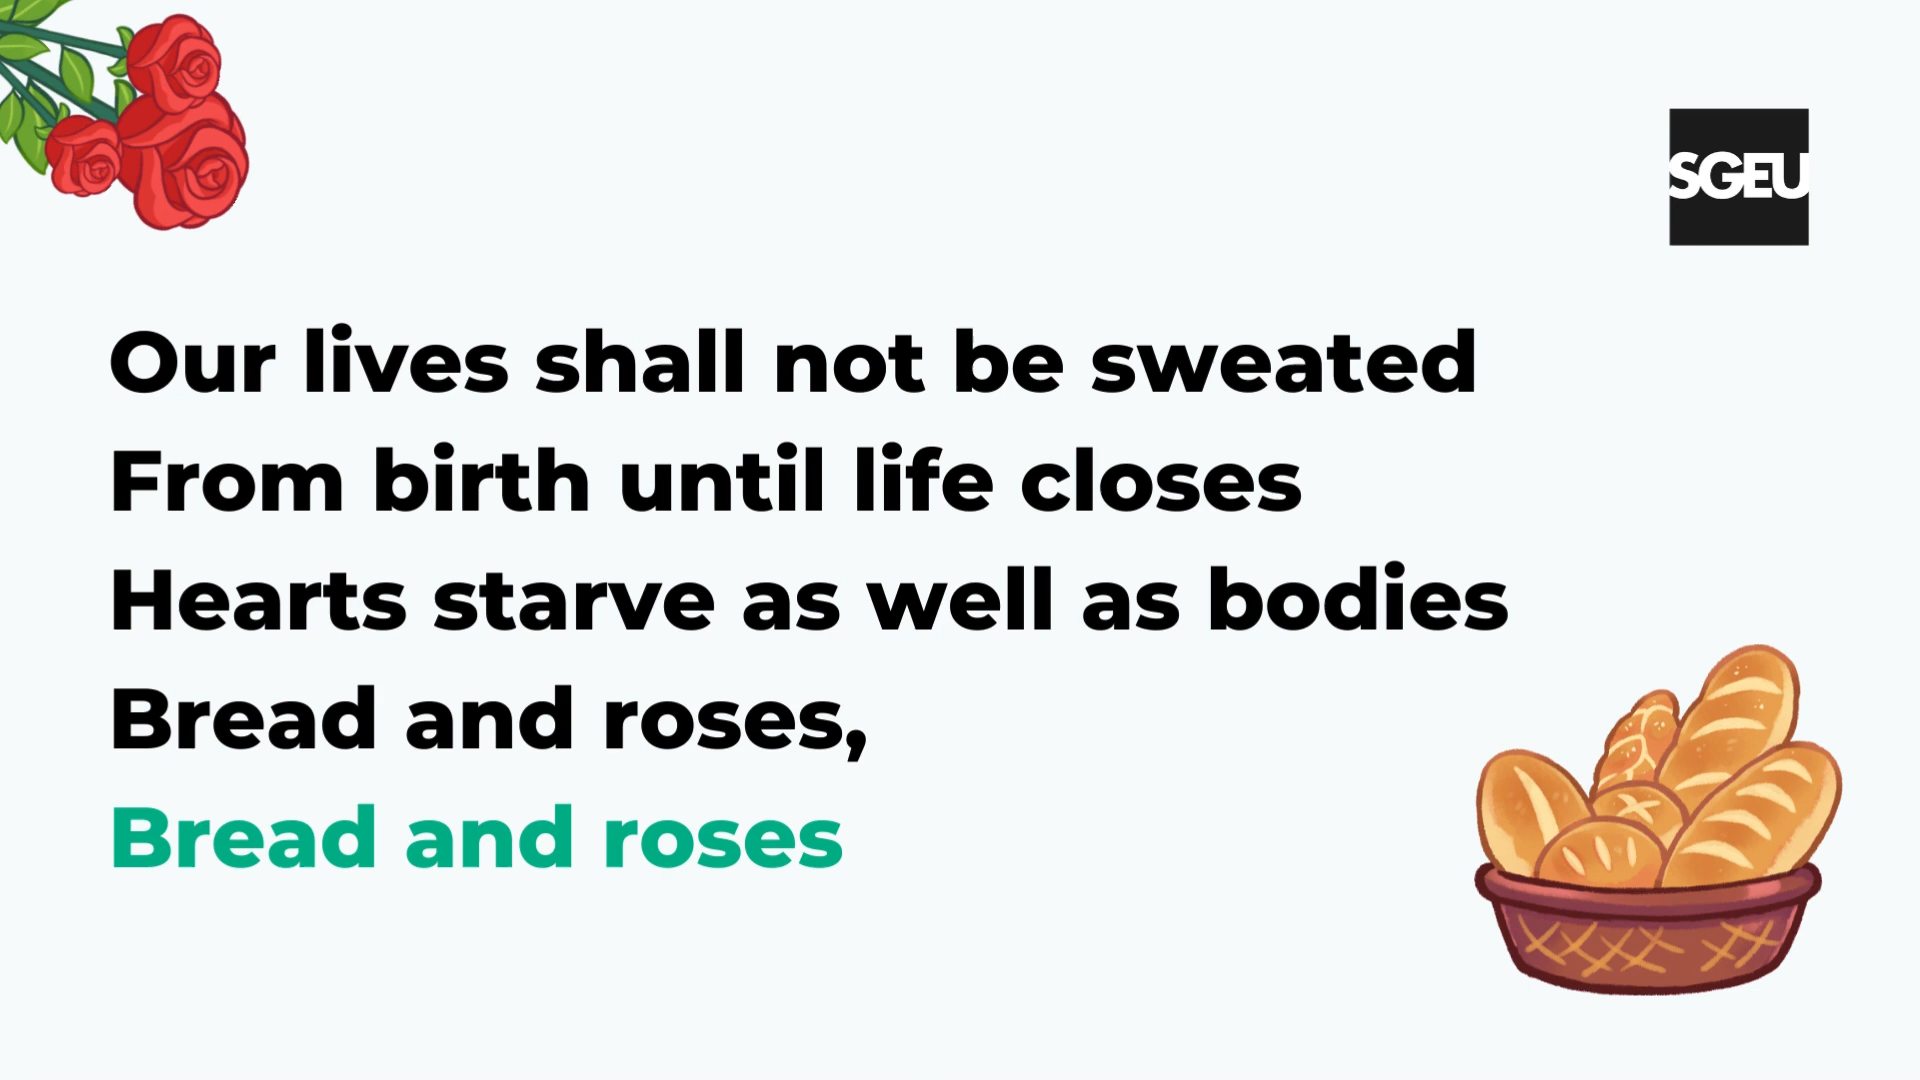 SGEU
Our lives shall not be sweated
From birth until life closes
Hearts starve as well as bodies
Bread and roses,
Bread and roses